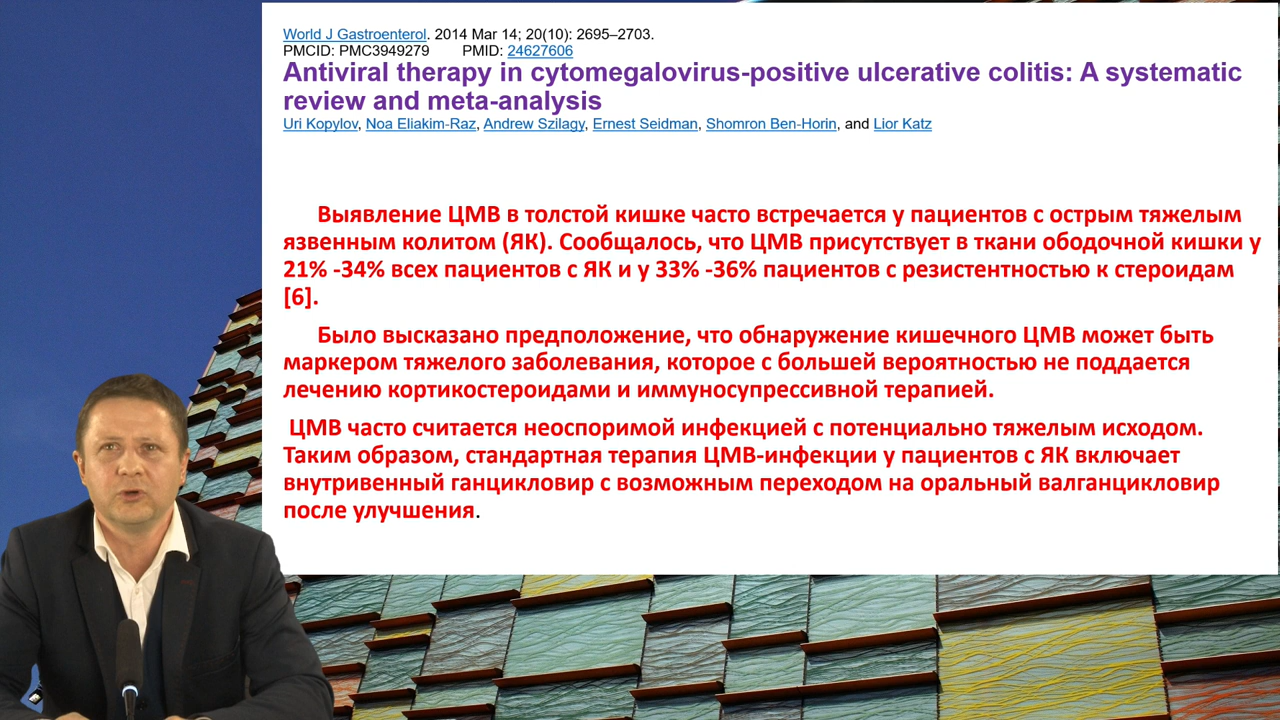 World J Gastroenterol. 2014 Mar 14; 20(10): 2695–2703.
PMCID: PMC3949279 PMID: 24627606
Antiviral therapy in cytomegalovirus-positive ulcerative colitis: A systematic
review and meta-analysis
Uri Kopylov, Noa Eliakim-Raz, Andrew Szilagy, Ernest Seidman, Shomron Ben-Horin, and Lior Katz
Выявление ЦМВ в толстой кишке часто встречается у пациентов с острым тяжелым
язвенным колитом (ЯК). Сообщалось, что ЦМВ присутствует в ткани ободочной кишки у
21% -34% всех пациентов с ЯК и у 33% -36% пациентов с резистентностью к стероидам
[6].
Было высказано предположение, что обнаружение кишечного ЦМВ может быть
маркером тяжелого заболевания, которое с большей вероятностью не поддается
лечению кортикостероидами и иммуносупрессивной терапией.
ЦМВ часто считается неоспоримой инфекцией с потенциально тяжелым исходом.
Таким образом, стандартная терапия ЦМВ-инфекции у пациентов с ЯК включает
внутривенный ганцикловир с возможным переходом на оральный валганцикловир
после улучшения.